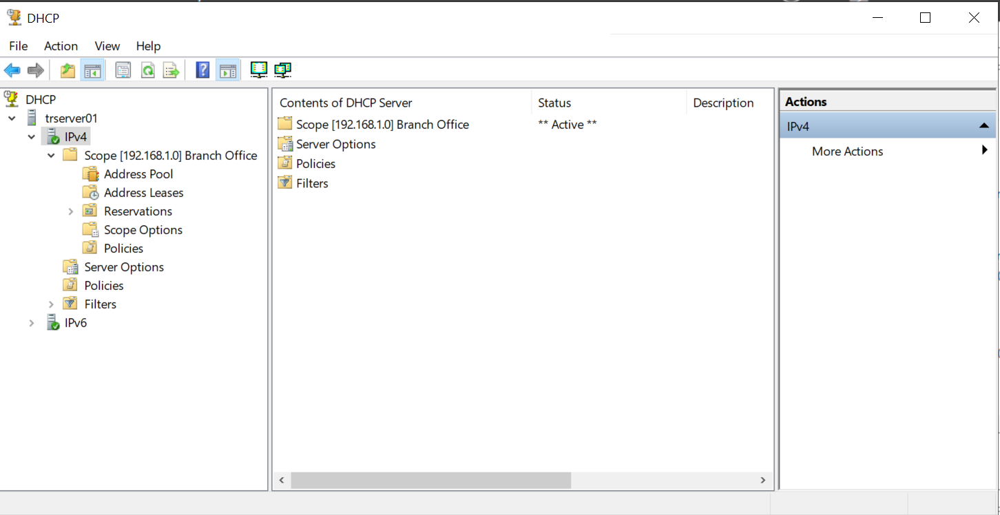 DHCP
File Action View Help
DHCP
trserver01
IPv4
Scope [192.168.1.0] Branch Office
Address Pool
Address Leases
Reservations
Scope Options
Policies
Server Options
Policies
Filters
IPv6
Contents of DHCP Server Status Description
Scope [192.168.1.0] Branch Office ** Active **
Server Options
Policies
Filters
Actions
IPv4
More Actions